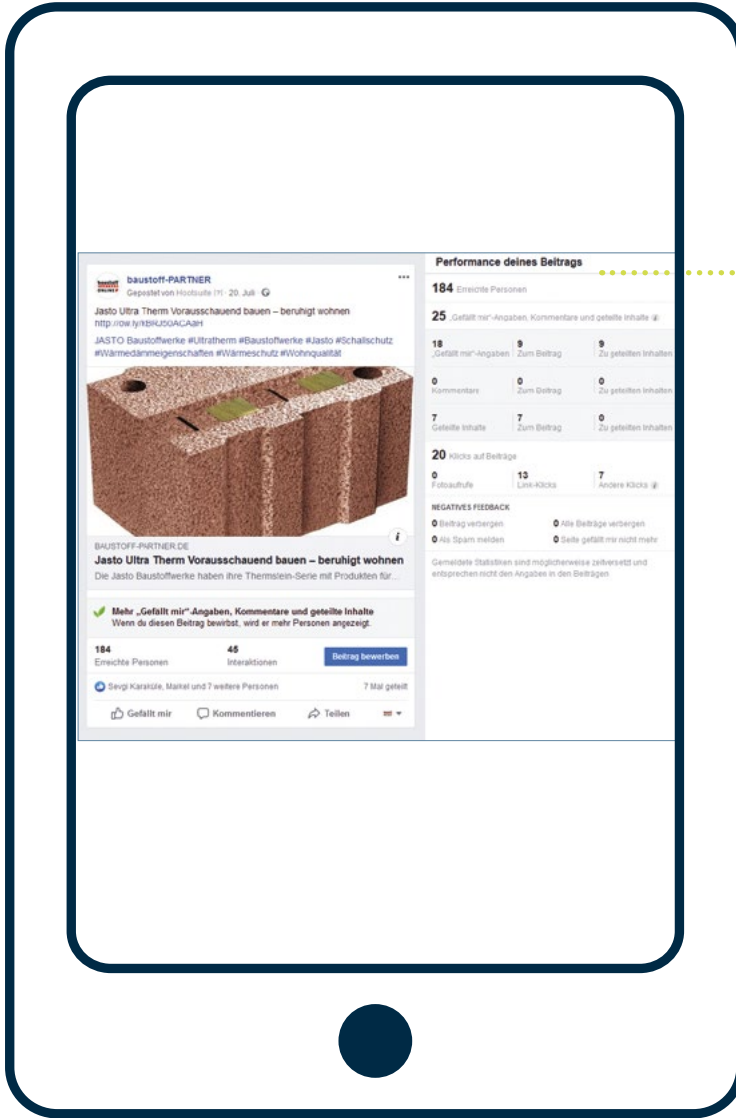 baustoff-PARTNER
Gepostet von Hootsuite [?] · 20. Juli ·
Jasto Ultra Therm Vorausschauend bauen – beruhigt wohnen
JASTO Baustoffwerke #Ultratherm #Baustoffwerke #Jasto #Schallschutz
#Wärmedämmeigenschaften #Wärmeschutz #Wohnqualität
BAUSTOFF-PARTNER.DE
Jasto Ultra Therm Vorausschauend bauen – beruhigt wohnen
Die Jasto Baustoffwerke haben ihre Thermstein-Serie mit Produkten für...
Mehr „Gefällt mir“-Angaben, Kommentare und geteilte Inhalte
Wenn du diesen Beitrag bewirbst, wird er mehr Personen angezeigt.
184 45
Erreichte Personen Interaktionen Beitrag bewerben
Sevgi Karaküle, Maikel und 7 weitere Personen 7 Mal geteilt
Gefällt mir Kommentieren Teilen
Performance deines Beitrags
184 Erreichte Personen
25 „Gefällt mir“-Angaben, Kommentare und geteilte Inhalte
18 9 9
„Gefällt mir“-Angaben Zum Beitrag Zu geteilten Inhalten
0 0 0
Kommentare Zum Beitrag Zu geteilten Inhalten
7 7 0
Geteilte Inhalte Zum Beitrag Zu geteilten Inhalten
20 Klicks auf Beiträge
0 13 7
Fotoaufrufe Link-Klicks Andere Klicks
NEGATIVES FEEDBACK
0 Beitrag verbergen 0 Alle Beiträge verbergen
0 Als Spam melden 0 Seite gefällt mir nicht mehr
Gemeldete Statistiken sind möglicherweise zeitversetzt und
entsprechen nicht den Angaben in den Beiträgen